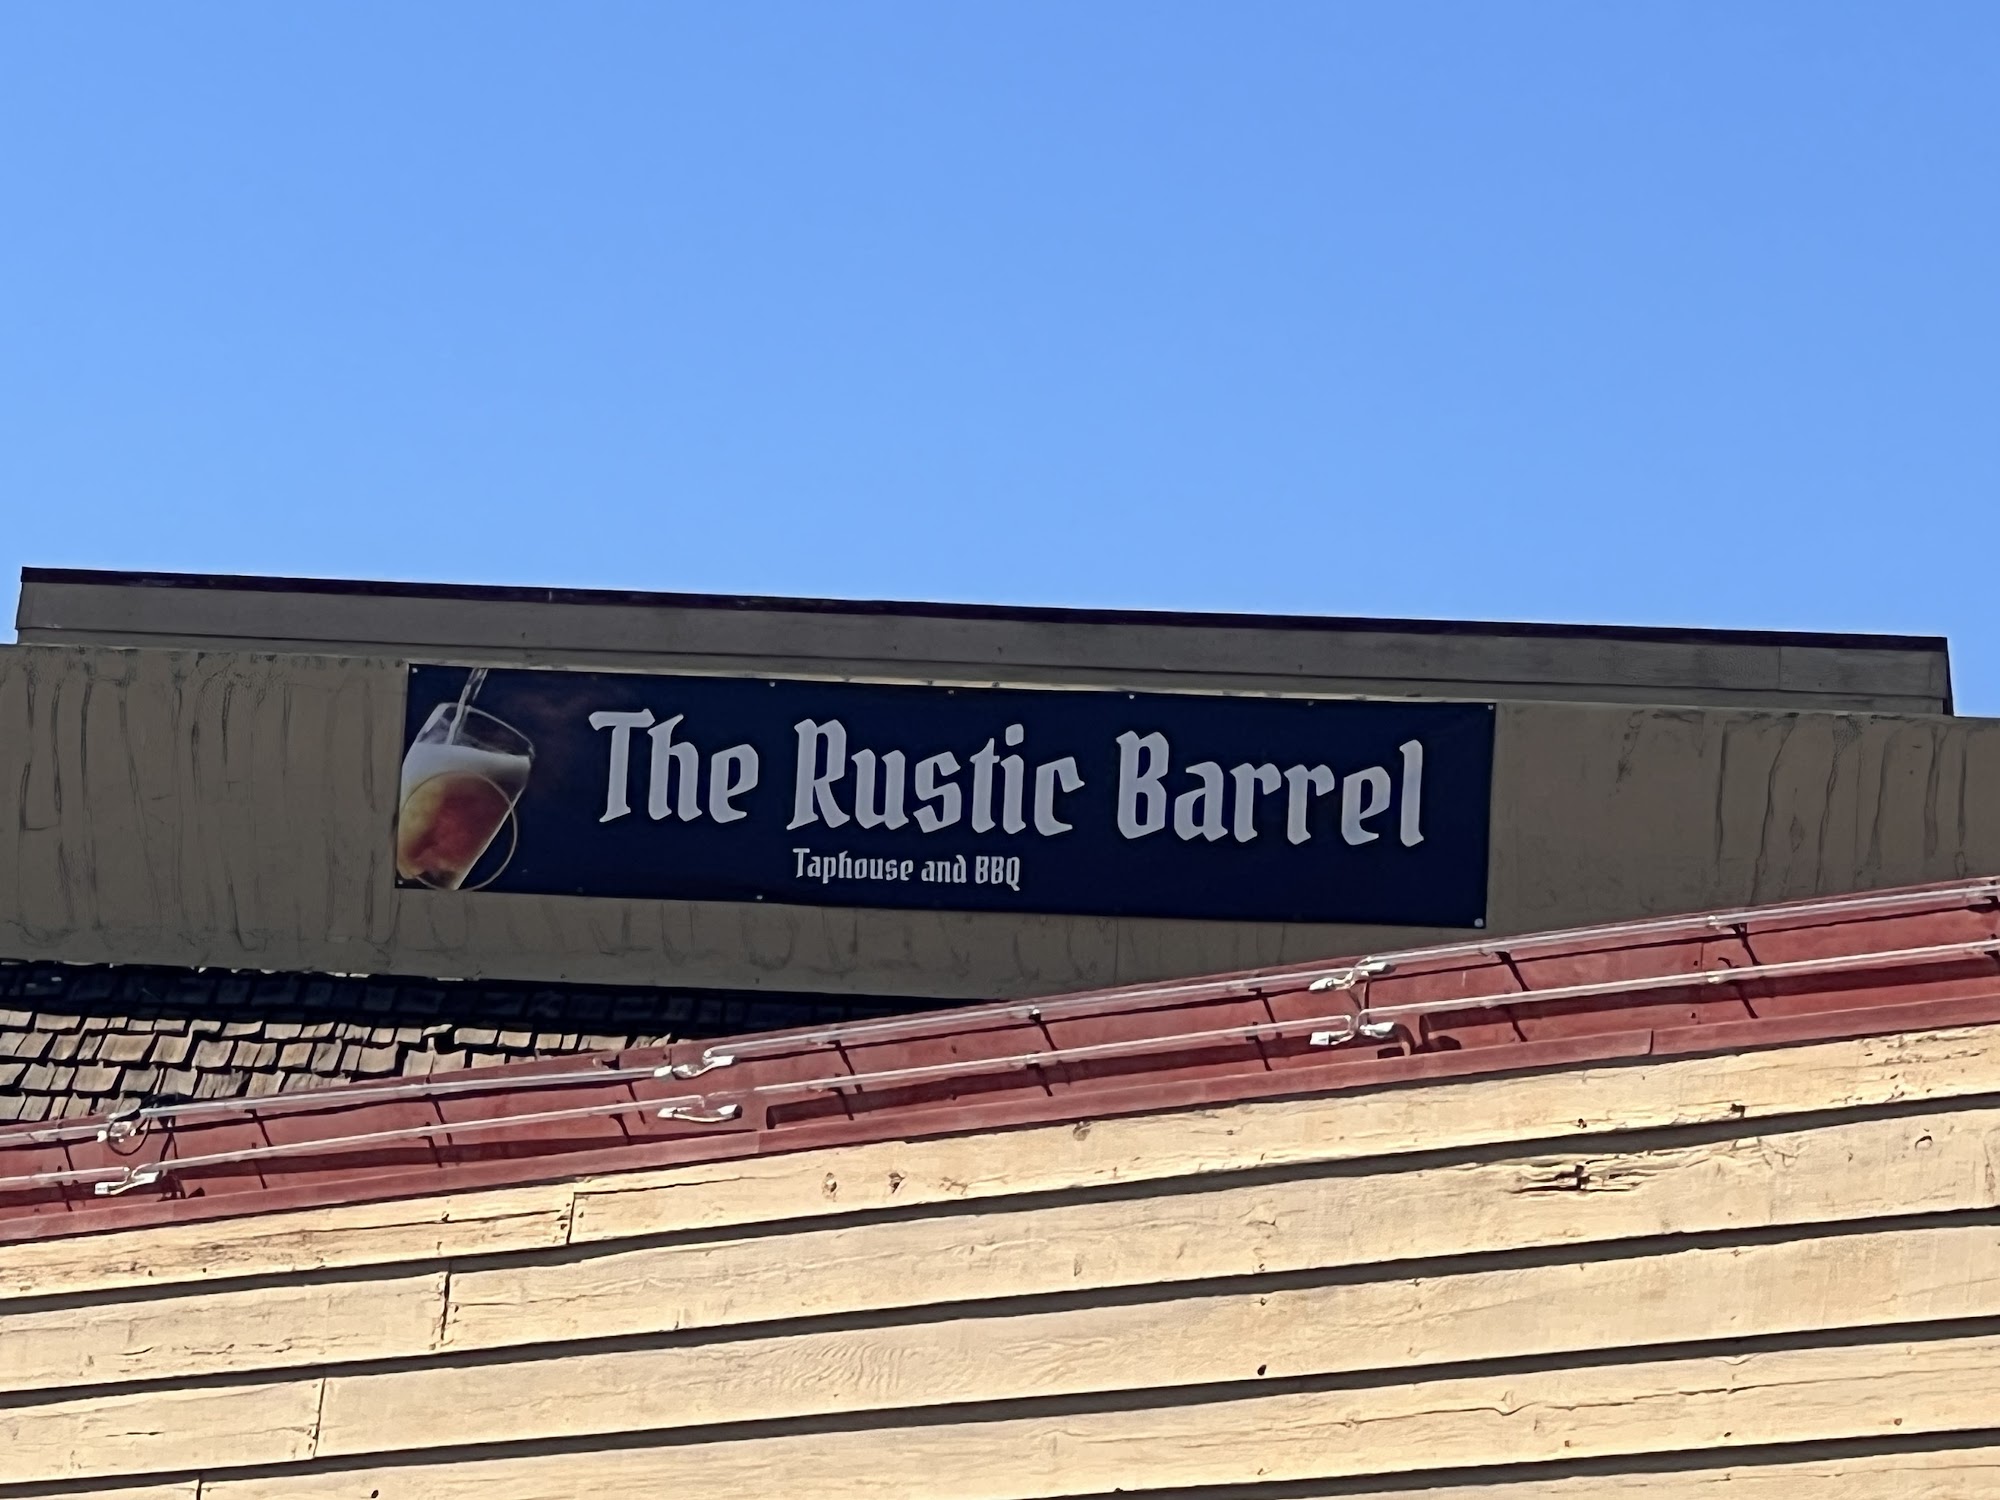 The Rustic Barrel
Taphouse and BBQ